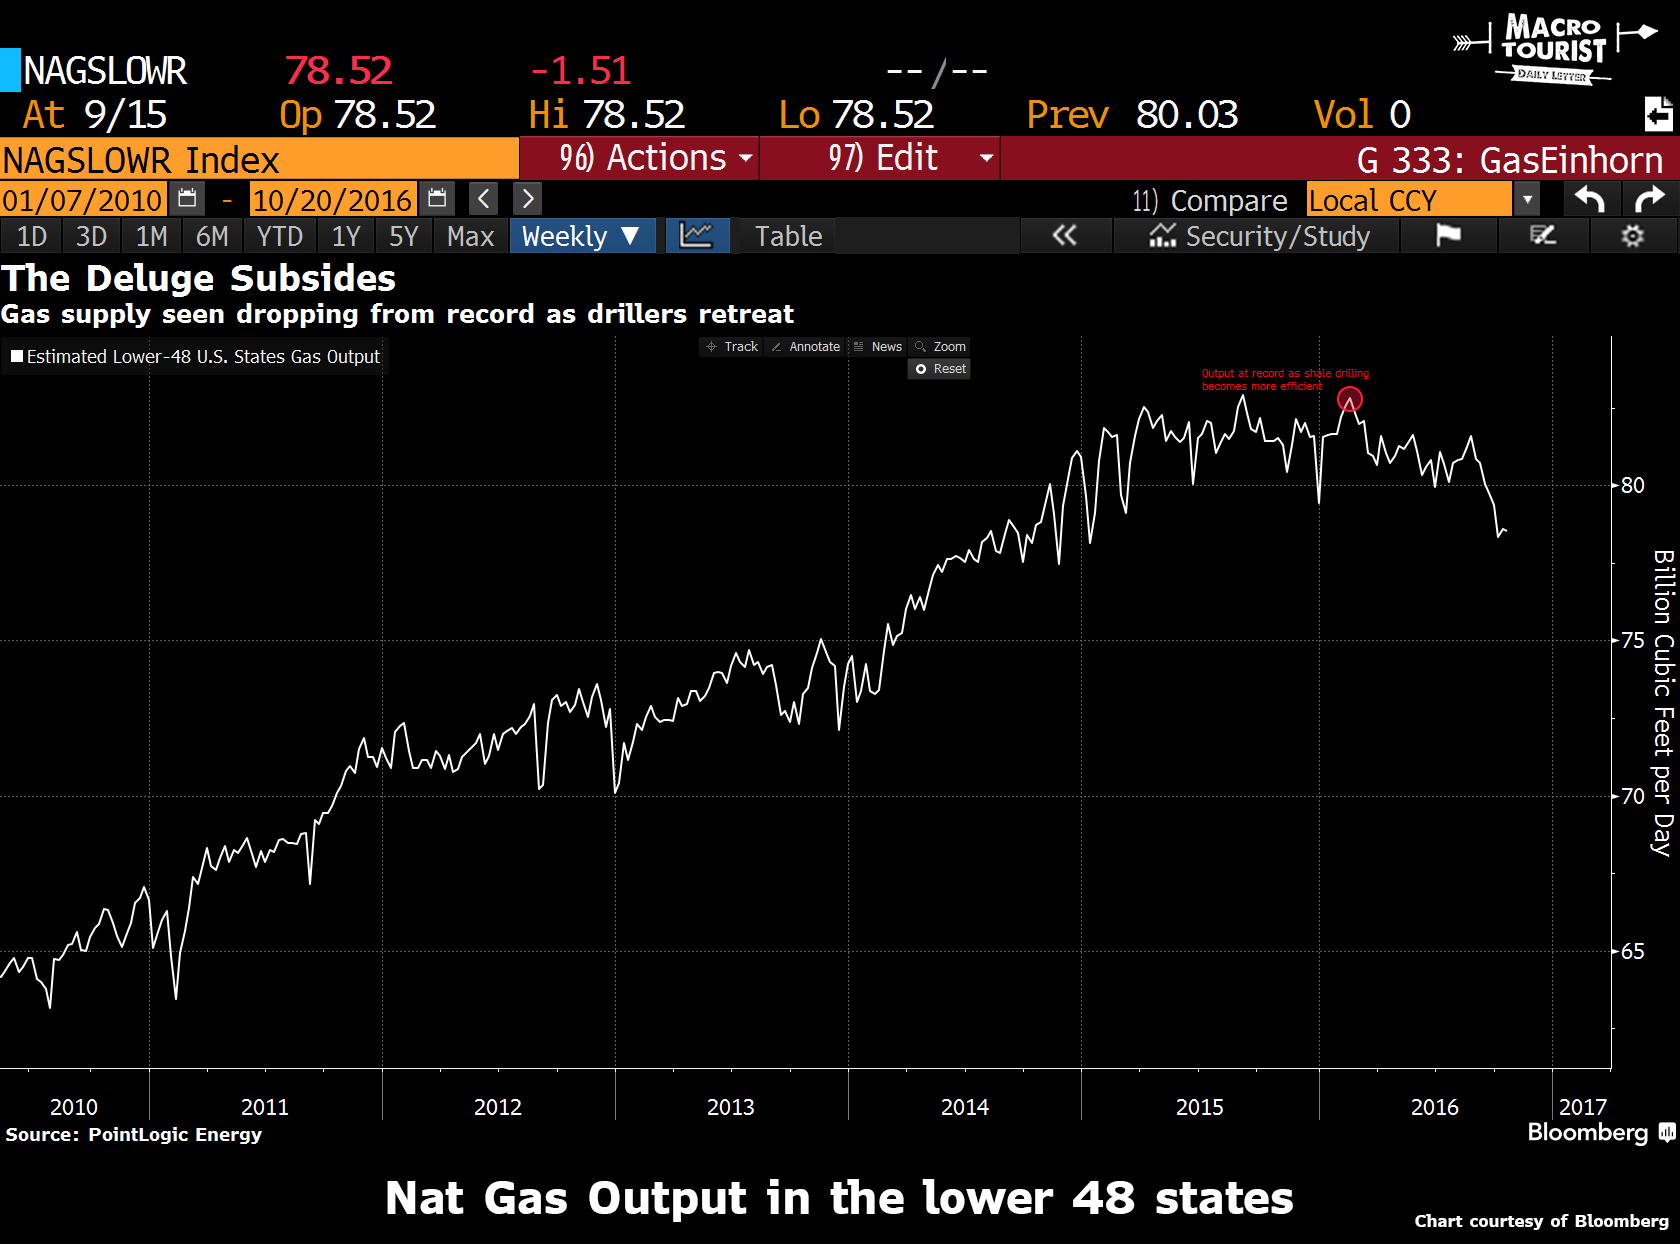 MACRO
TOURIST
DAILY LETTER
NAGSLOWR 78.52 -1.51 --/--
At 9/15 Op 78.52 Hi 78.52 Lo 78.52 Prev 80.03 Vol 0
NAGSLOWR Index 96) Actions 97) Edit G 333: GasEinhorn
01/07/2010 - 10/20/2016 11) Compare Local CCY
1D 3D 1M 6M YTD 1Y 5Y Max Weekly ▼ Table « Security/Study
The Deluge Subsides
Gas supply seen dropping from record as drillers retreat
Estimated Lower-48 U.S. States Gas Output
Track Annotate News Zoom
Reset
Output at record as shale drilling
becomes more efficient
80
75
70
65
Billion Cubic Feet per Day
2010 2011 2012 2013 2014 2015 2016 2017
Source: PointLogic Energy
Bloomberg
Nat Gas Output in the lower 48 states
Chart courtesy of Bloomberg